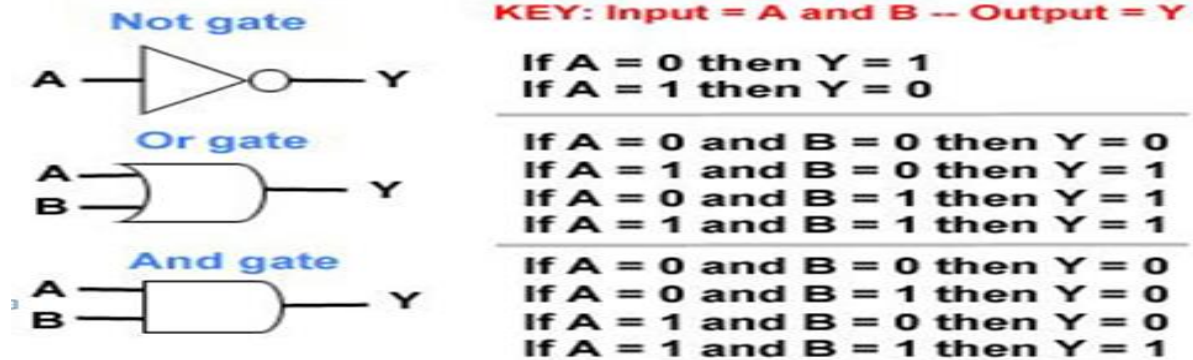 KEY: Input = A and B -- Output = Y
Not gate
A
Y
If A = 0 then Y = 1
If A = 1 then Y = 0
Or gate
A
B
Y
If A = 0 and B = 0 then Y = 0
If A = 1 and B = 0 then Y = 1
If A = 0 and B = 1 then Y = 1
If A = 1 and B = 1 then Y = 1
And gate
A
B
Y
If A = 0 and B = 0 then Y = 0
If A = 0 and B = 1 then Y = 0
If A = 1 and B = 0 then Y = 0
If A = 1 and B = 1 then Y = 1